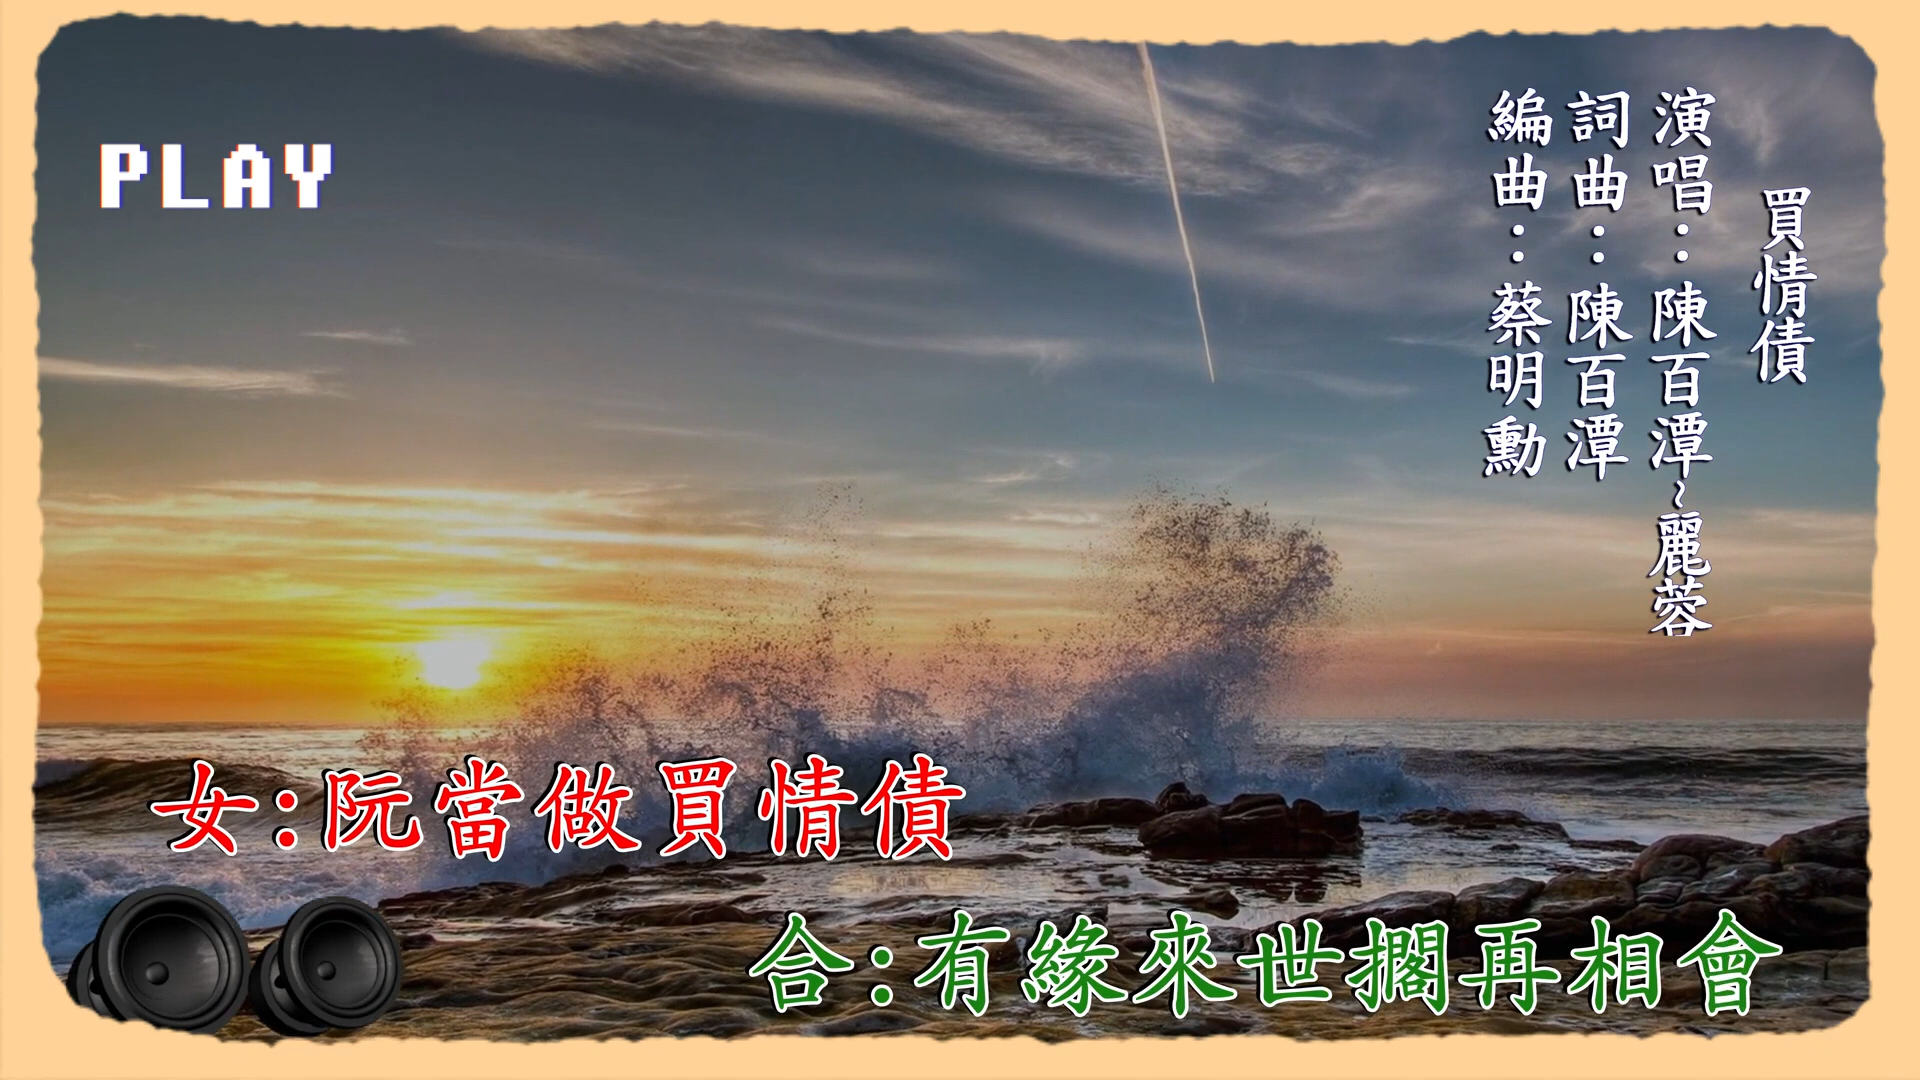 PLAY
買情債
演唱：陳百潭~麗蓉
詞曲：陳百潭
編曲：蔡明勳
女:阮當做買情債
合:有緣來世擱再相會